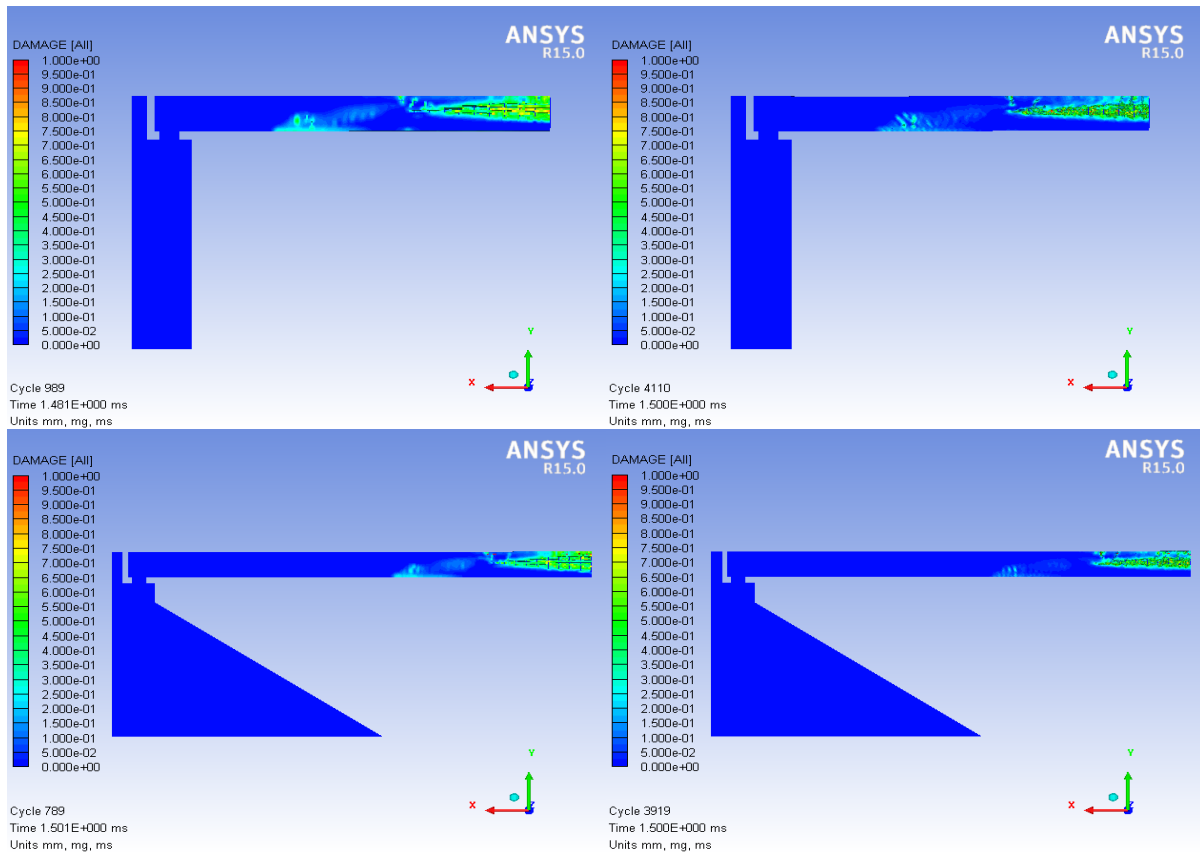 ANSYS
R15.0
DAMAGE [All]
1.000e+00
9.500e-01
9.000e-01
8.500e-01
8.000e-01
7.500e-01
7.000e-01
6.500e-01
6.000e-01
5.500e-01
5.000e-01
4.500e-01
4.000e-01
3.500e-01
3.000e-01
2.500e-01
2.000e-01
1.500e-01
1.000e-01
5.000e-02
0.000e+00
Y
X
Z
Cycle 989
Time 1.481E+000 ms
Units mm, mg, ms
ANSYS
R15.0
DAMAGE [All]
1.000e+00
9.500e-01
9.000e-01
8.500e-01
8.000e-01
7.500e-01
7.000e-01
6.500e-01
6.000e-01
5.500e-01
5.000e-01
4.500e-01
4.000e-01
3.500e-01
3.000e-01
2.500e-01
2.000e-01
1.500e-01
1.000e-01
5.000e-02
0.000e+00
Y
X
Z
Cycle 4110
Time 1.500E+000 ms
Units mm, mg, ms
ANSYS
R15.0
DAMAGE [All]
1.000e+00
9.500e-01
9.000e-01
8.500e-01
8.000e-01
7.500e-01
7.000e-01
6.500e-01
6.000e-01
5.500e-01
5.000e-01
4.500e-01
4.000e-01
3.500e-01
3.000e-01
2.500e-01
2.000e-01
1.500e-01
1.000e-01
5.000e-02
0.000e+00
Y
X
Z
Cycle 789
Time 1.501E+000 ms
Units mm, mg, ms
ANSYS
R15.0
DAMAGE [All]
1.000e+00
9.500e-01
9.000e-01
8.500e-01
8.000e-01
7.500e-01
7.000e-01
6.500e-01
6.000e-01
5.500e-01
5.000e-01
4.500e-01
4.000e-01
3.500e-01
3.000e-01
2.500e-01
2.000e-01
1.500e-01
1.000e-01
5.000e-02
0.000e+00
Y
X
Z
Cycle 3919
Time 1.500E+000 ms
Units mm, mg, ms